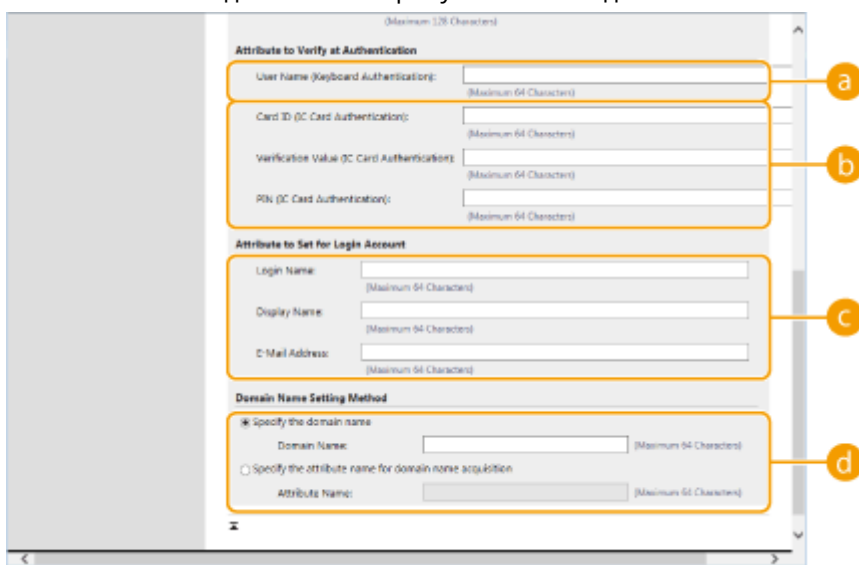 (Maximum 128 Characters)
Attribute to Verify at Authentication
User Name (Keyboard Authentication):
(Maximum 64 Characters)
a
Card ID (IC Card Authentication):
(Maximum 64 Characters)
Verification Value (IC Card Authentication):
(Maximum 64 Characters)
b
PIN (IC Card Authentication):
(Maximum 64 Characters)
Attribute to Set for Login Account
Login Name:
(Maximum 64 Characters)
Display Name:
(Maximum 64 Characters)
c
E-Mail Address:
(Maximum 64 Characters)
Domain Name Setting Method
Specify the domain name
Domain Name: (Maximum 64 Characters)
Specify the attribute name for domain name acquisition
d
Attribute Name: (Maximum 64 Characters)